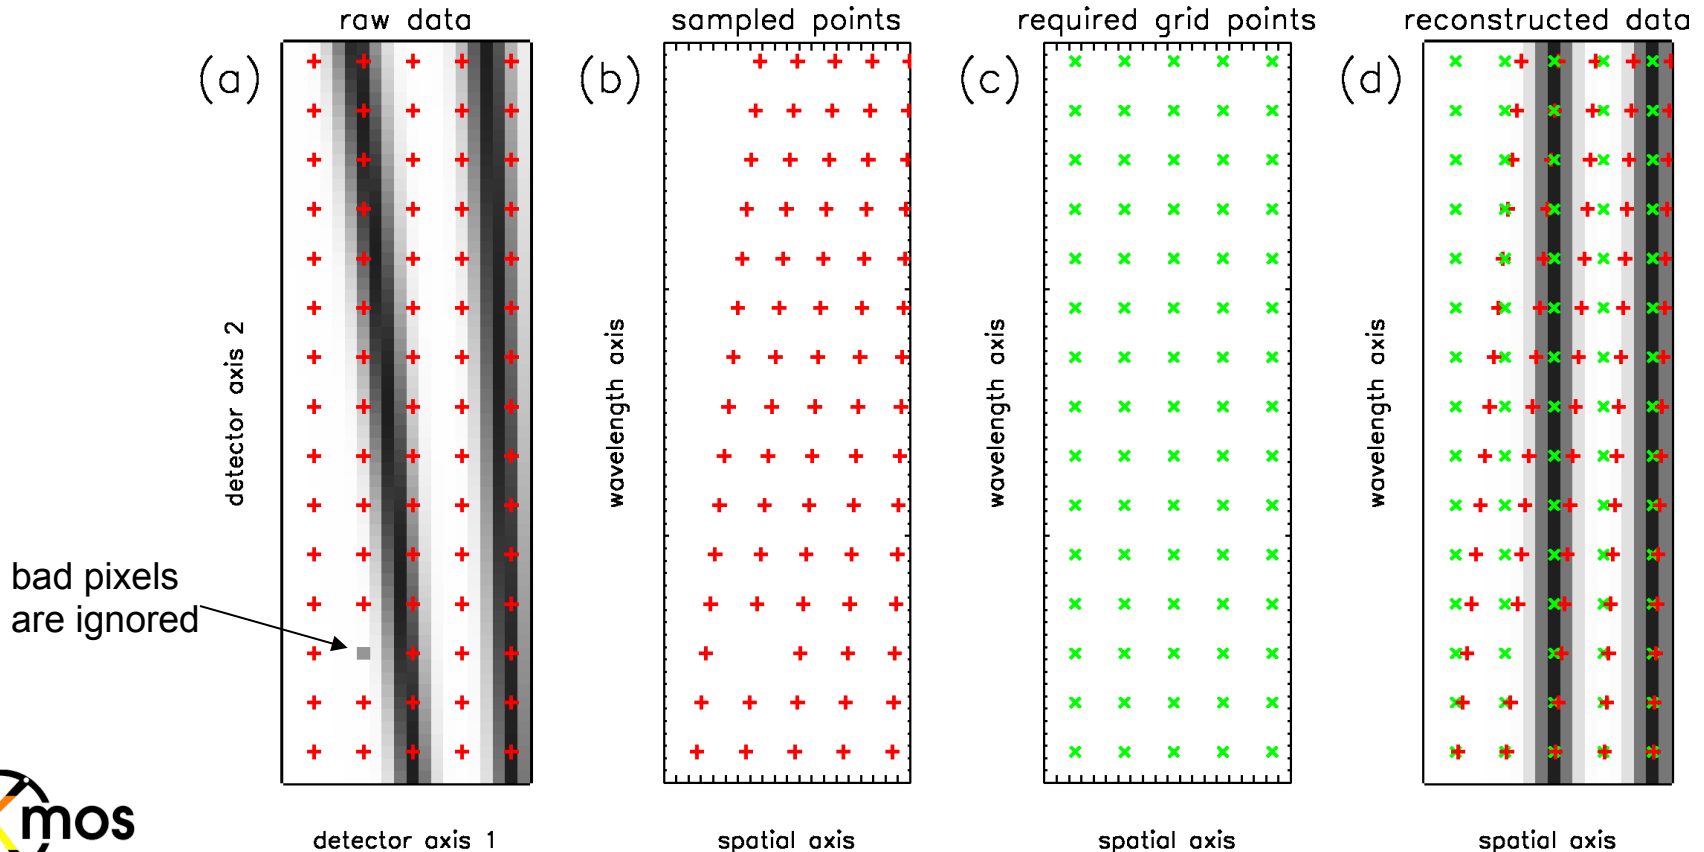 raw data
sampled points
required grid points
reconstructed data
(a)
(b)
(c)
(d)
detector axis 2
wavelength axis
wavelength axis
wavelength axis
bad pixels
are ignored
detector axis 1
spatial axis
spatial axis
spatial axis
kmos